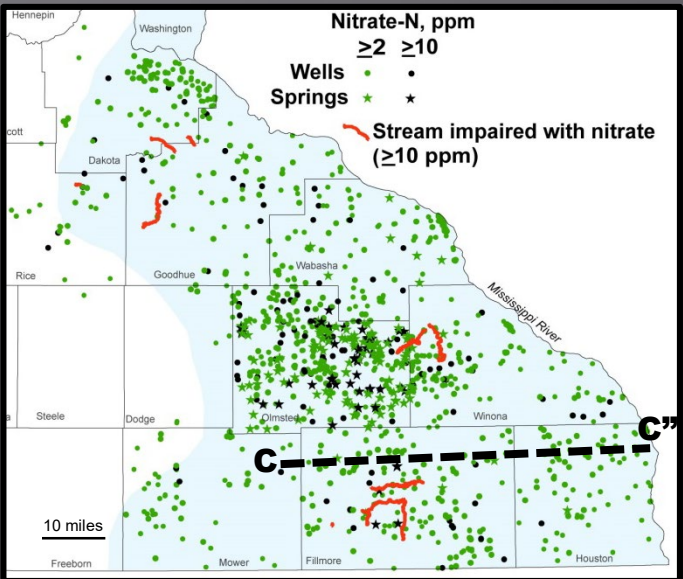 Hennepin
Washington
Nitrate-N, ppm
≥2 ≥10
Wells
Springs
Stream impaired with nitrate
(≥10 ppm)
cott
Dakota
Rice
Goodhue
Wabasha
Mississippi River
a
Steele
Dodge
Olmsted
Winona
C
C”
10 miles
Freeborn
Mower
Fillmore
Houston